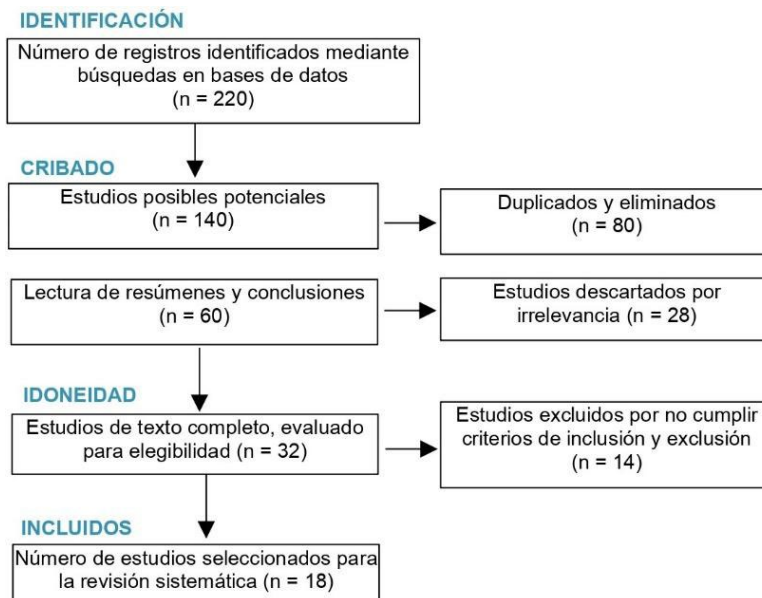 IDENTIFICACIÓN
Número de registros identificados mediante
búsquedas en bases de datos
(n = 220)
CRIBADO
Estudios posibles potenciales
(n = 140)
Duplicados y eliminados
(n = 80)
Lectura de resúmenes y conclusiones
(n = 60)
Estudios descartados por
irrelevancia (n = 28)
IDONEIDAD
Estudios de texto completo, evaluado
para elegibilidad (n = 32)
Estudios excluidos por no cumplir
criterios de inclusión y exclusión
(n = 14)
INCLUIDOS
Número de estudios seleccionados para
la revisión sistemática (n = 18)